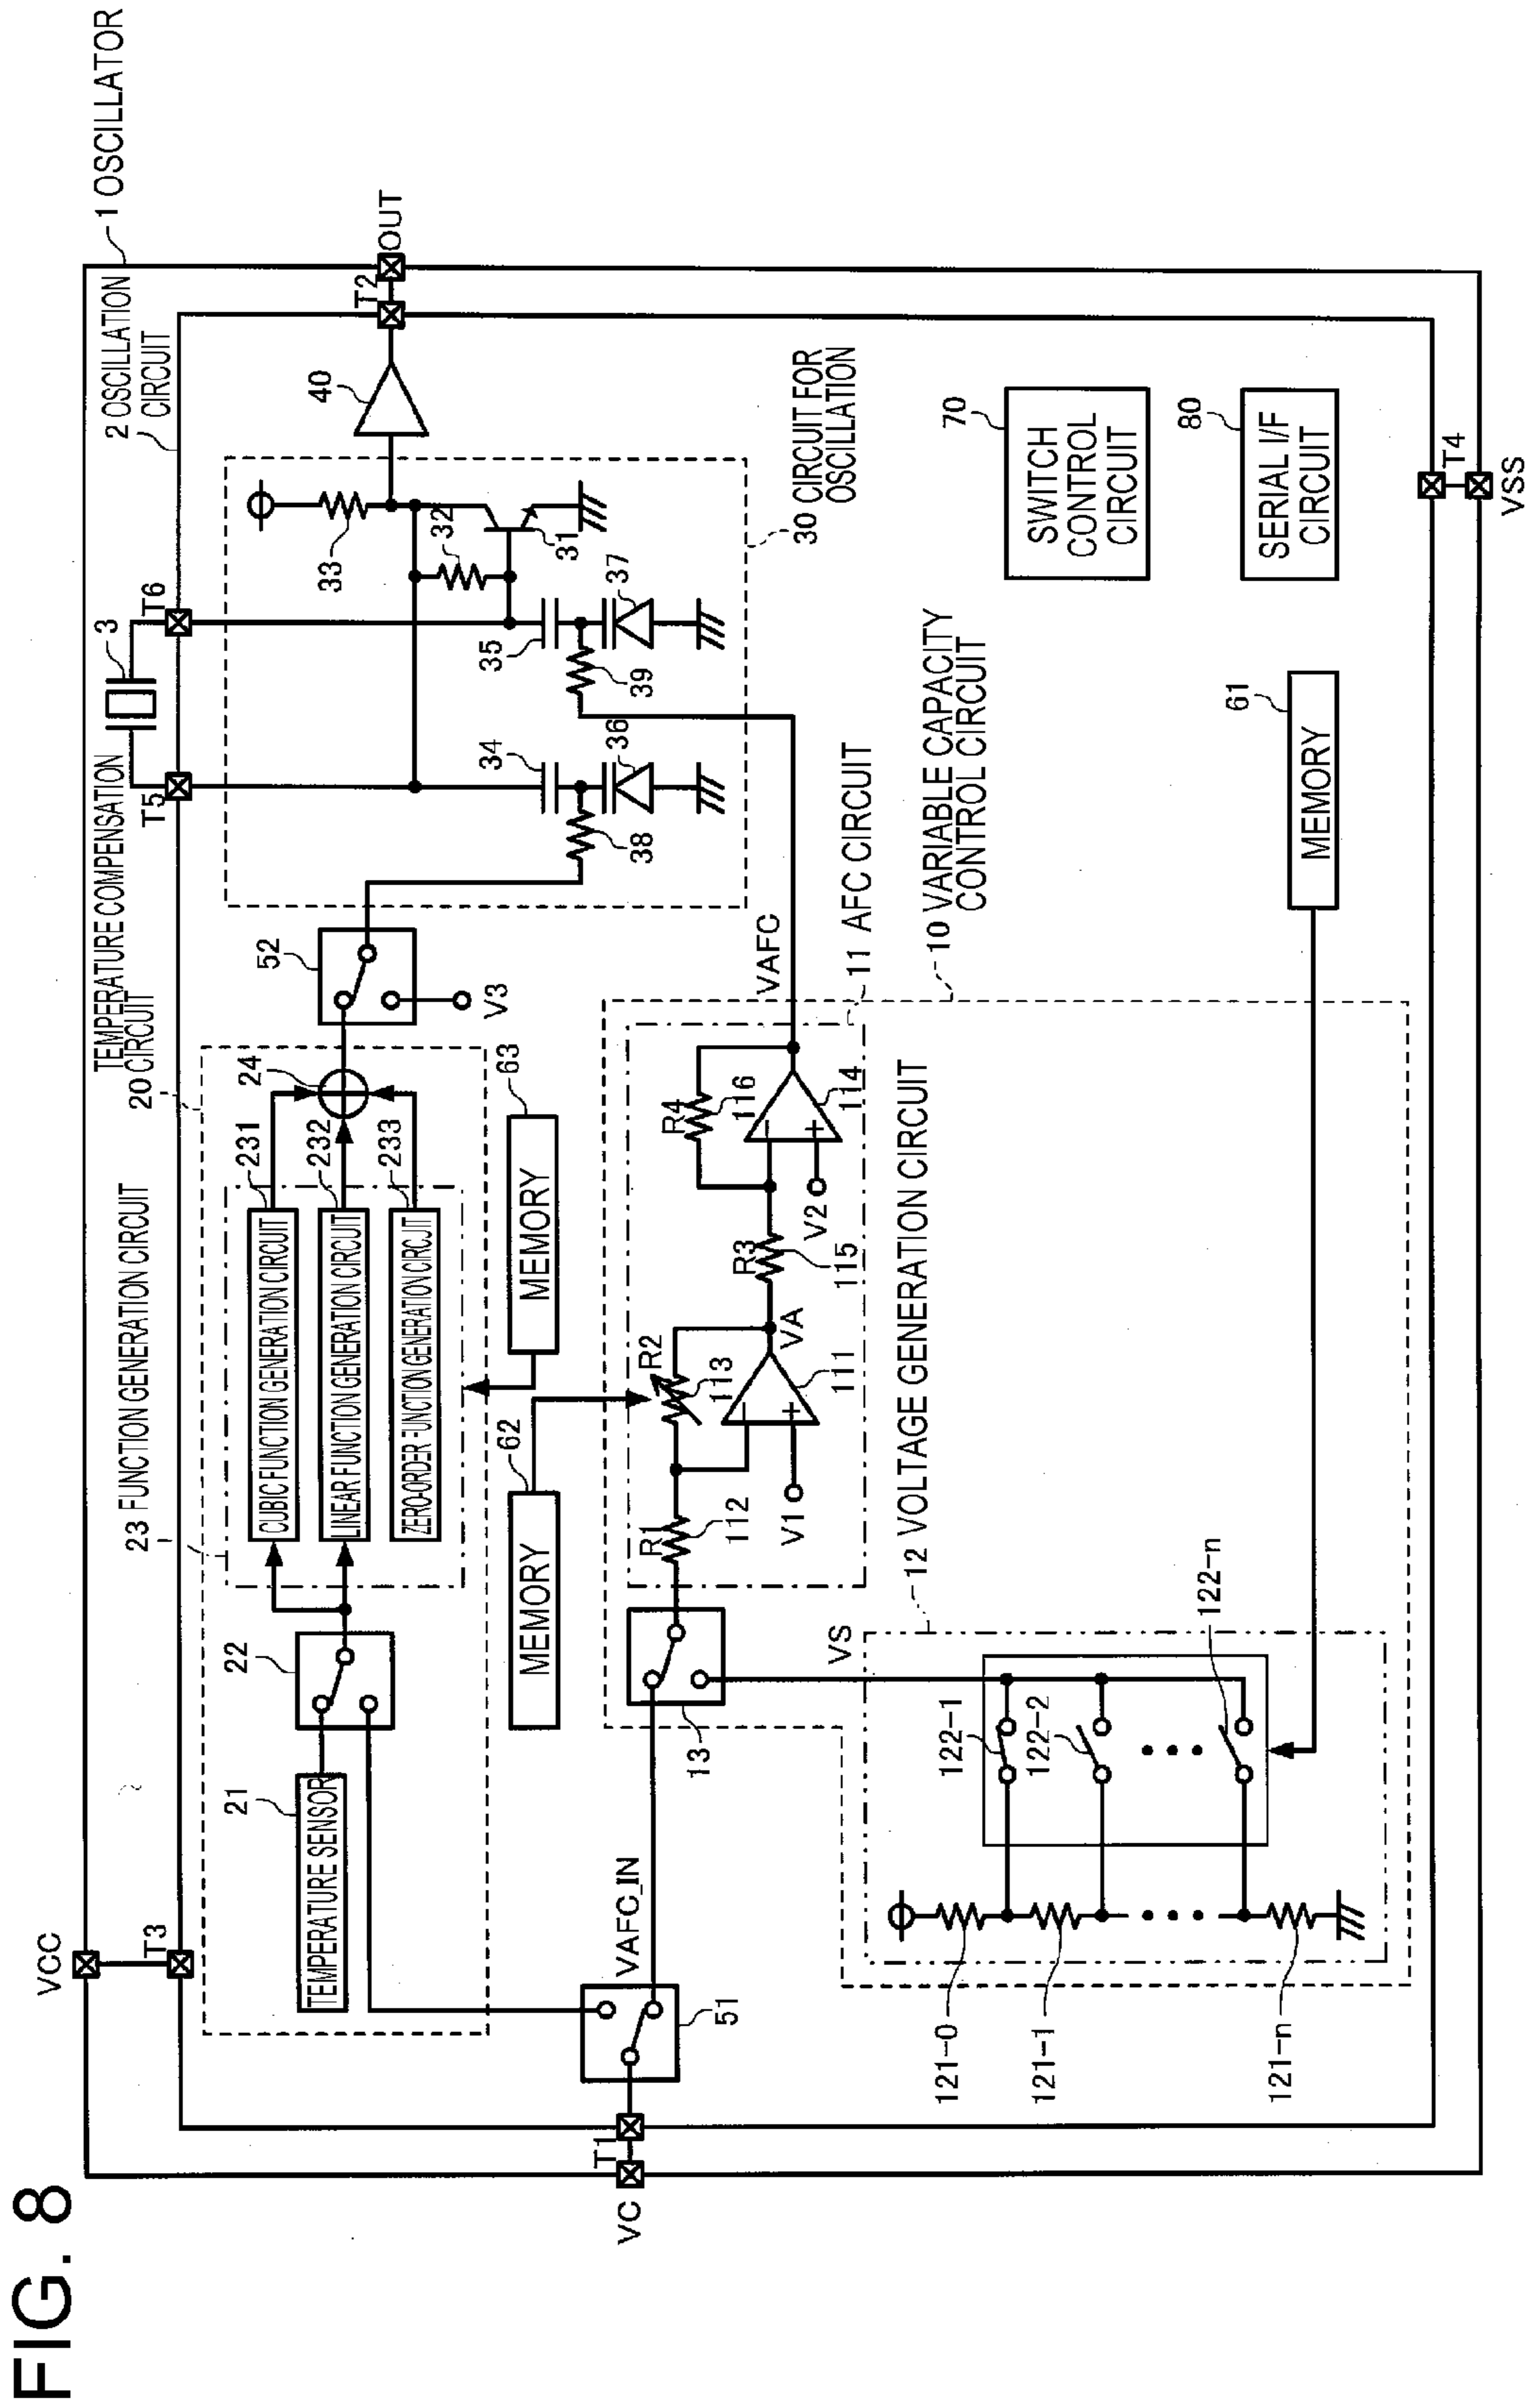 FIG. 8
1 OSCILLATOR
2 OSCILLATION
CIRCUIT
VCC
T3
23 FUNCTION GENERATION CIRCUIT
TEMPERATURE COMPENSATION
20 CIRCUIT
T5
3
T6
21
TEMPERATURE SENSOR
22
231
CUBIC FUNCTION GENERATION CIRCUIT
232
LINEAR FUNCTION GENERATION CIRCUIT
233
ZERO-ORDER FUNCTION GENERATION CIRCUIT
24
52
V3
33
32
31
34
35
36
37
38
39
30 CIRCUIT FOR
OSCILLATION
40
T2
OUT
MEMORY
62
MEMORY
63
VC
T1
51
VAFC_IN
13
R1
112
R2
113
V1
111
VA
R3
115
R4
116
V2
114
VAFC
11 AFC CIRCUIT
10 VARIABLE CAPACITY
CONTROL CIRCUIT
VS
12 VOLTAGE GENERATION CIRCUIT
122-1
122-2
122-n
121-0
121-1
121-n
61
MEMORY
70
SWITCH
CONTROL
CIRCUIT
80
SERIAL I/F
CIRCUIT
T4
VSS